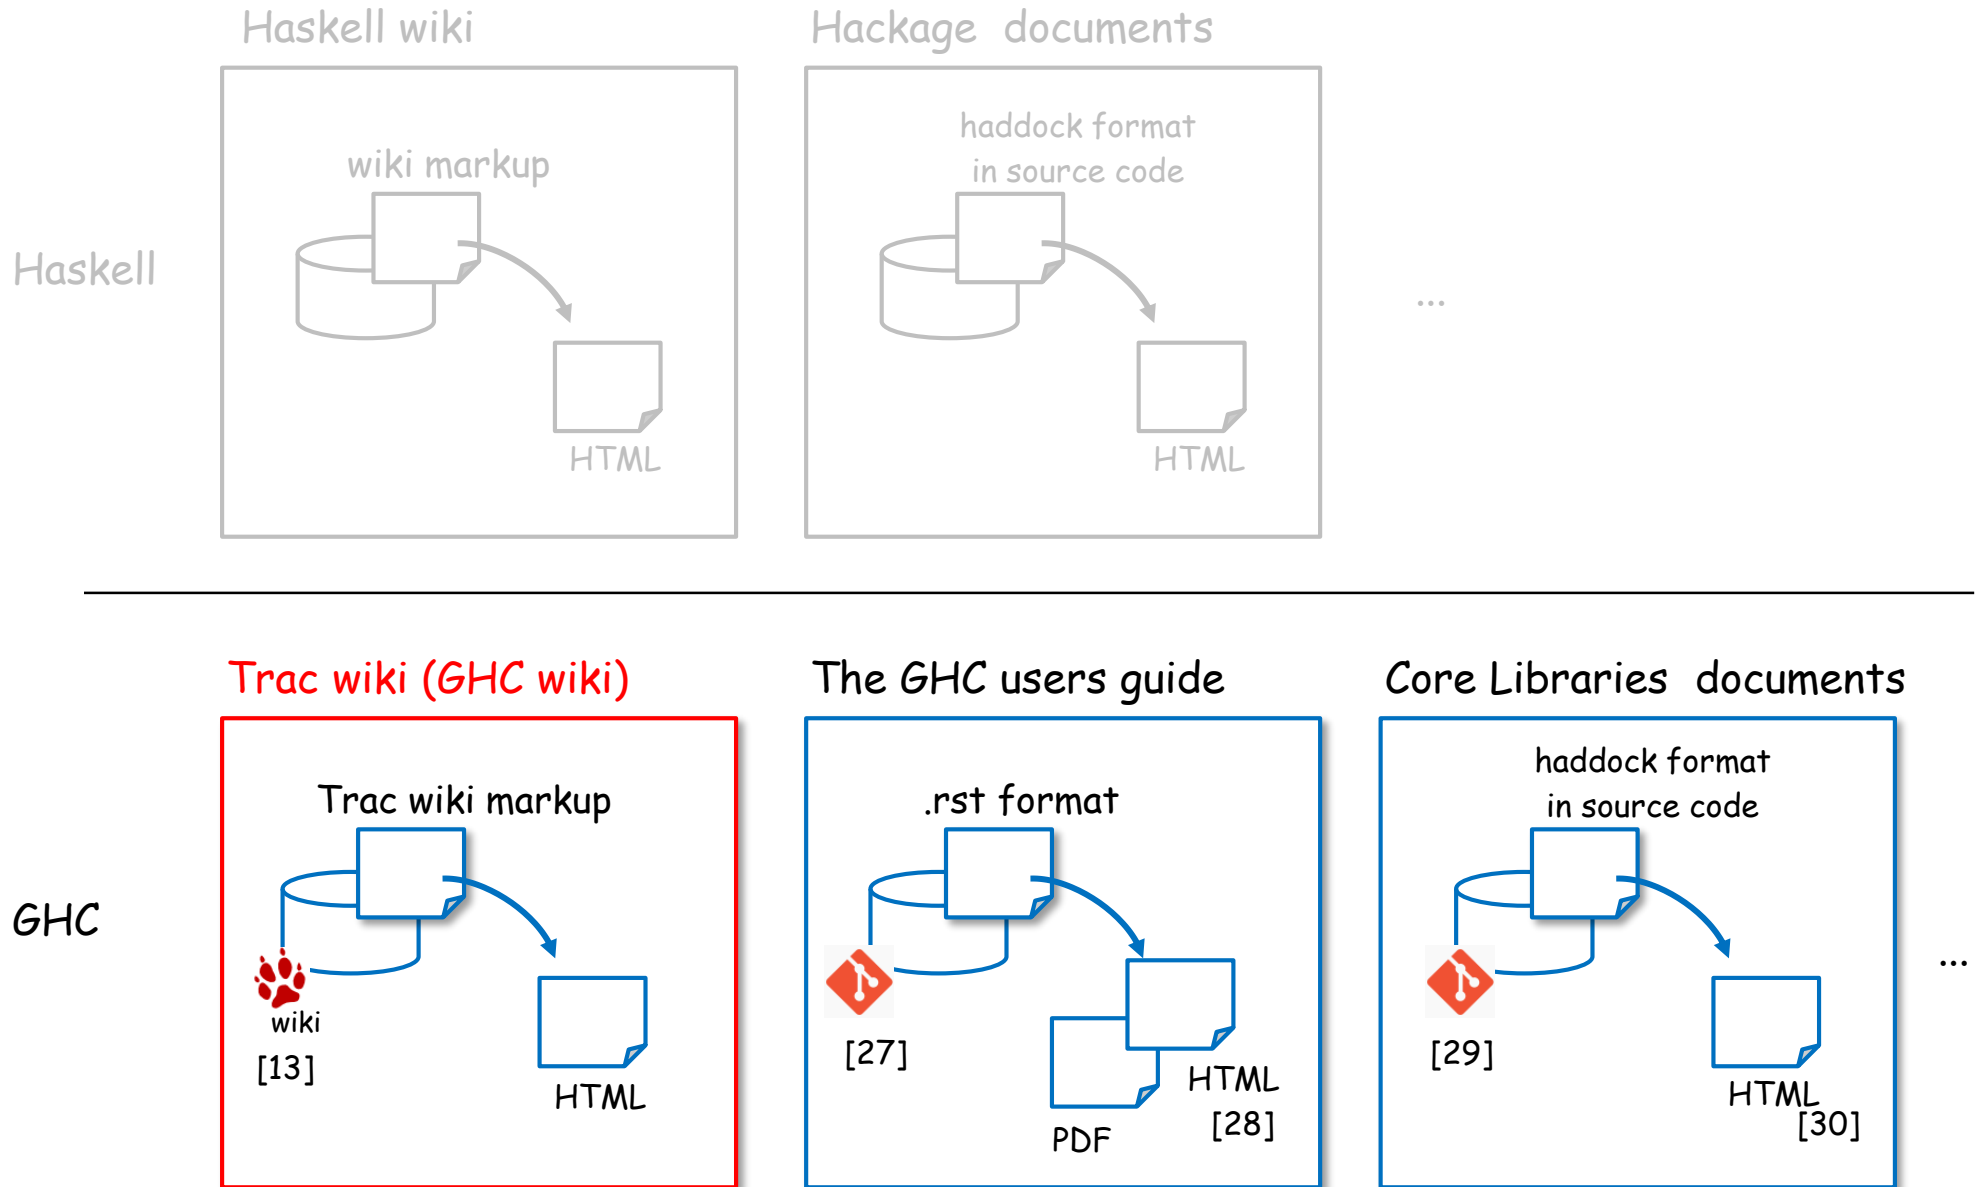 Haskell wiki
Hackage documents
wiki markup
haddock format
in source code
Haskell
...
HTML
HTML
Trac wiki (GHC wiki)
The GHC users guide
Core Libraries documents
Trac wiki markup
.rst format
haddock format
in source code
GHC
...
wiki
[13]
HTML
[27]
HTML
[28]
PDF
[29]
HTML
[30]